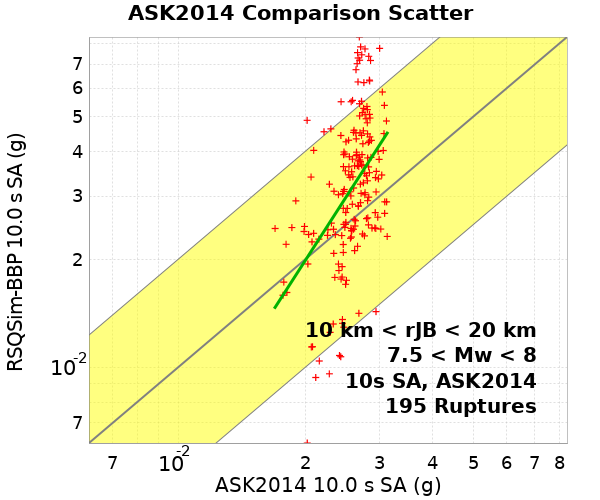 ASK2014 Comparison Scatter
RSQSim-BBP 10.0 s SA (g)
7
6
5
4
3
2
10-2
7
10 km < rJB < 20 km
7.5 < Mw < 8
10s SA, ASK2014
195 Ruptures
7 10-2 2 3 4 5 6 7 8
ASK2014 10.0 s SA (g)